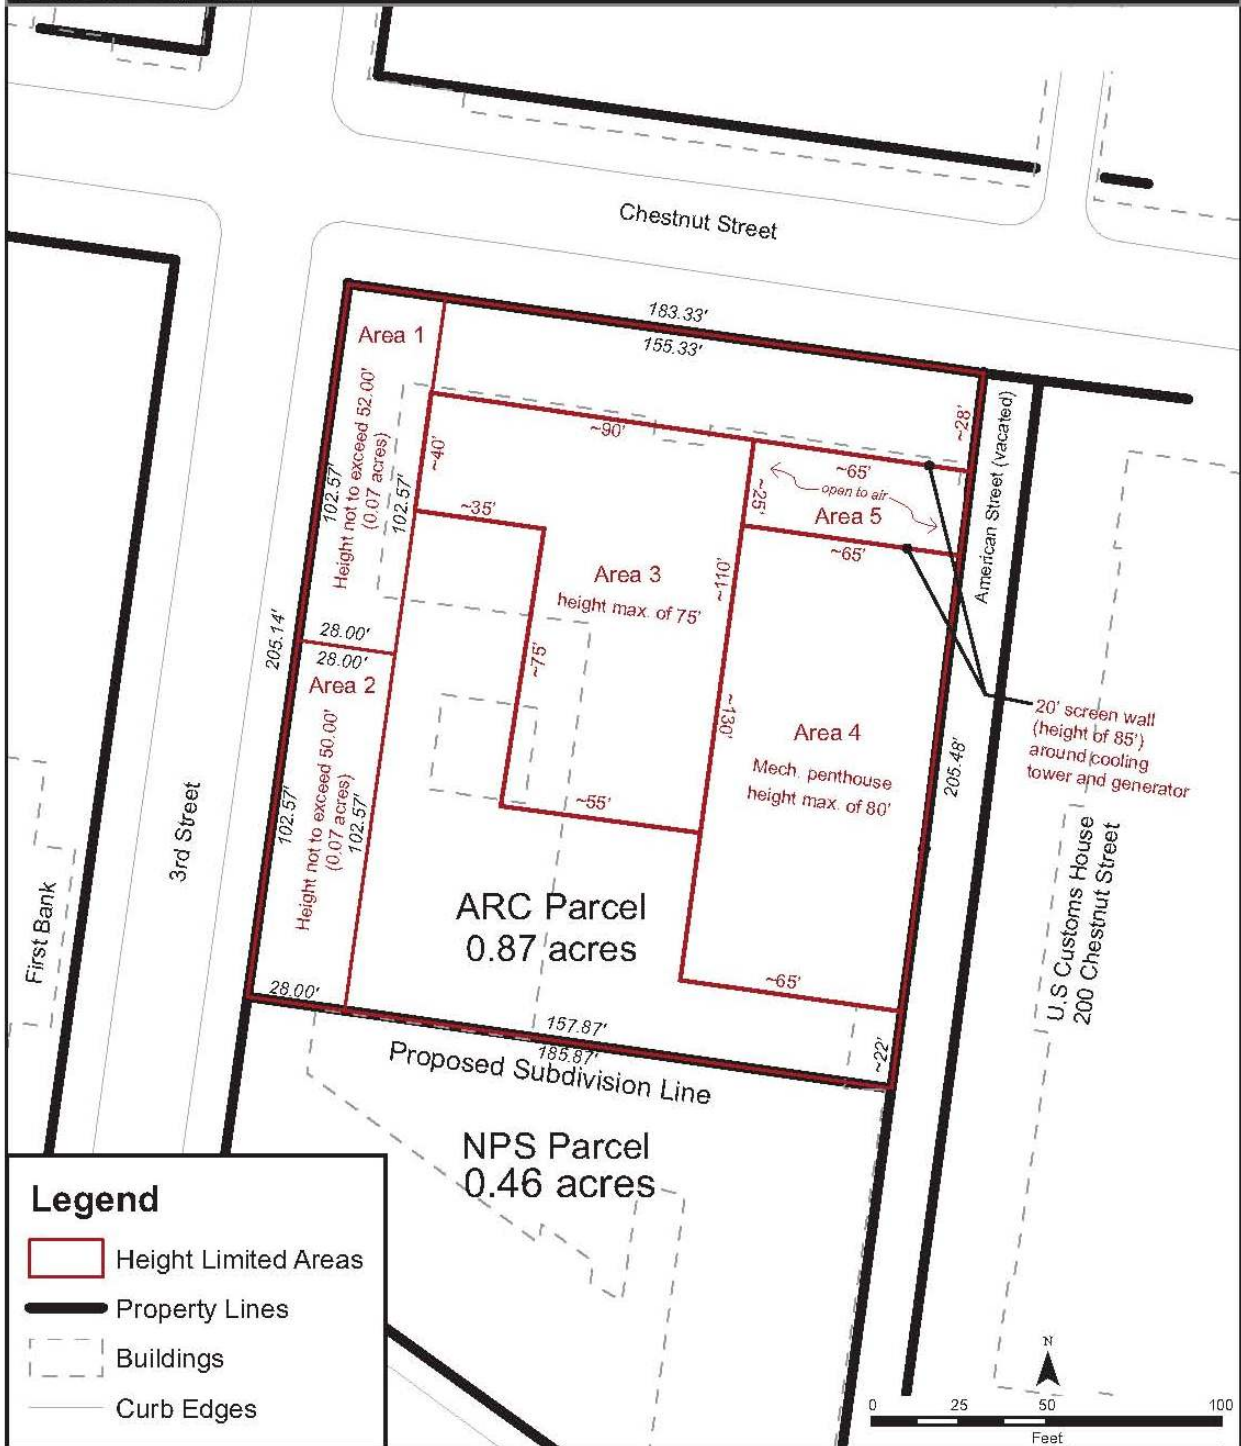 Chestnut Street
183.33'
155.33'
Area 1
Height not to exceed 52.00'
(0.07 acres)
102.57'
102.57'
~40'
~90'
~28'
~65'
open to air
~25'
Area 5
~65'
~35'
American Street (vacated)
Area 3
height max. of 75'
~110'
~75'
205.14'
28.00'
28.00'
Area 2
Height not to exceed 50.00'
(0.07 acres)
102.57'
102.57'
~130'
Area 4
Mech. penthouse
height max. of 80'
20' screen wall
(height of 85')
around cooling
tower and generator
205.48'
~55'
3rd Street
First Bank
U.S Customs House
200 Chestnut Street
ARC Parcel
0.87 acres
~65'
28.00'
157.87'
185.87'
~22'
Proposed Subdivision Line
NPS Parcel
0.46 acres
Legend
Height Limited Areas
Property Lines
Buildings
Curb Edges
N
0 25 50 100
Feet